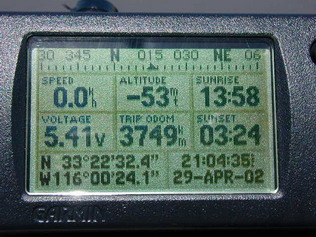 30 345 N 015 030 NE 06
SPEED ALTITUDE SUNRISE
0.0 k/h -53 m/t 13:58
VOLTAGE TRIP ODOM SUNSET
5.41v 3749 k/m 03:24
N 33°22'32.4" 21:04:35
W116°00'24.1" 29-APR-02
GARMIN